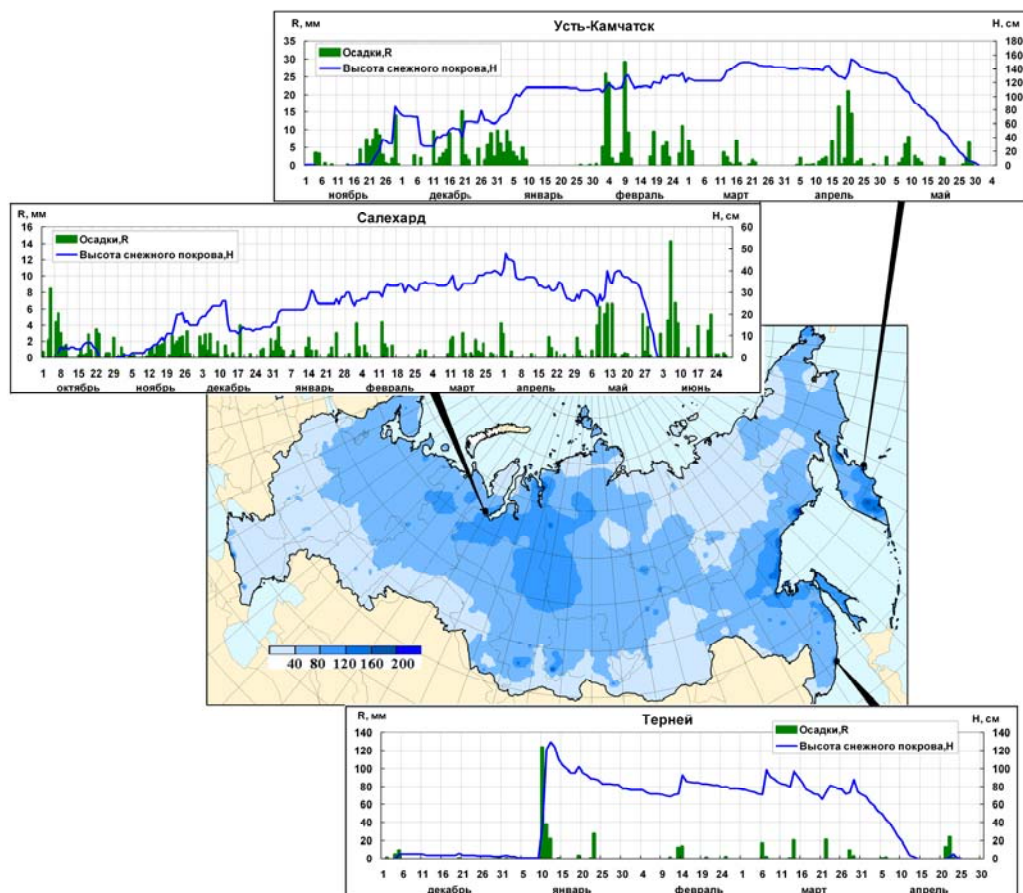 Усть-Камчатск
R, мм
H, см
Осадки,R
Высота снежного покрова,H
35 30 25 20 15 10 5 0
180 160 140 120 100 80 60 40 20 0
1 6 11 16 21 26 1 6 11 16 21 26 31 5 10 15 20 25 30 4 9 14 19 24 1 6 11 16 21 26 31 5 10 15 20 25 30 5 10 15 20 25 30 4
ноябрь декабрь январь февраль март апрель май
Салехард
R, мм
H, см
Осадки,R
Высота снежного покрова,H
16 14 12 10 8 6 4 2 0
60 50 40 30 20 10 0
1 8 15 22 29 5 12 19 26 3 10 17 24 31 7 14 21 28 4 11 18 25 4 11 18 25 1 8 15 22 29 6 13 20 27 3 10 17 24
октябрь ноябрь декабрь январь февраль март апрель май июнь
40 80 120 160 200
Терней
R, мм
H, см
Осадки,R
Высота снежного покрова,H
140 120 100 80 60 40 20 0
140 120 100 80 60 40 20 0
1 6 11 16 21 26 31 5 10 15 20 25 30 4 9 14 19 24 1 6 11 16 21 26 31 5 10 15 20 25 30
декабрь январь февраль март апрель